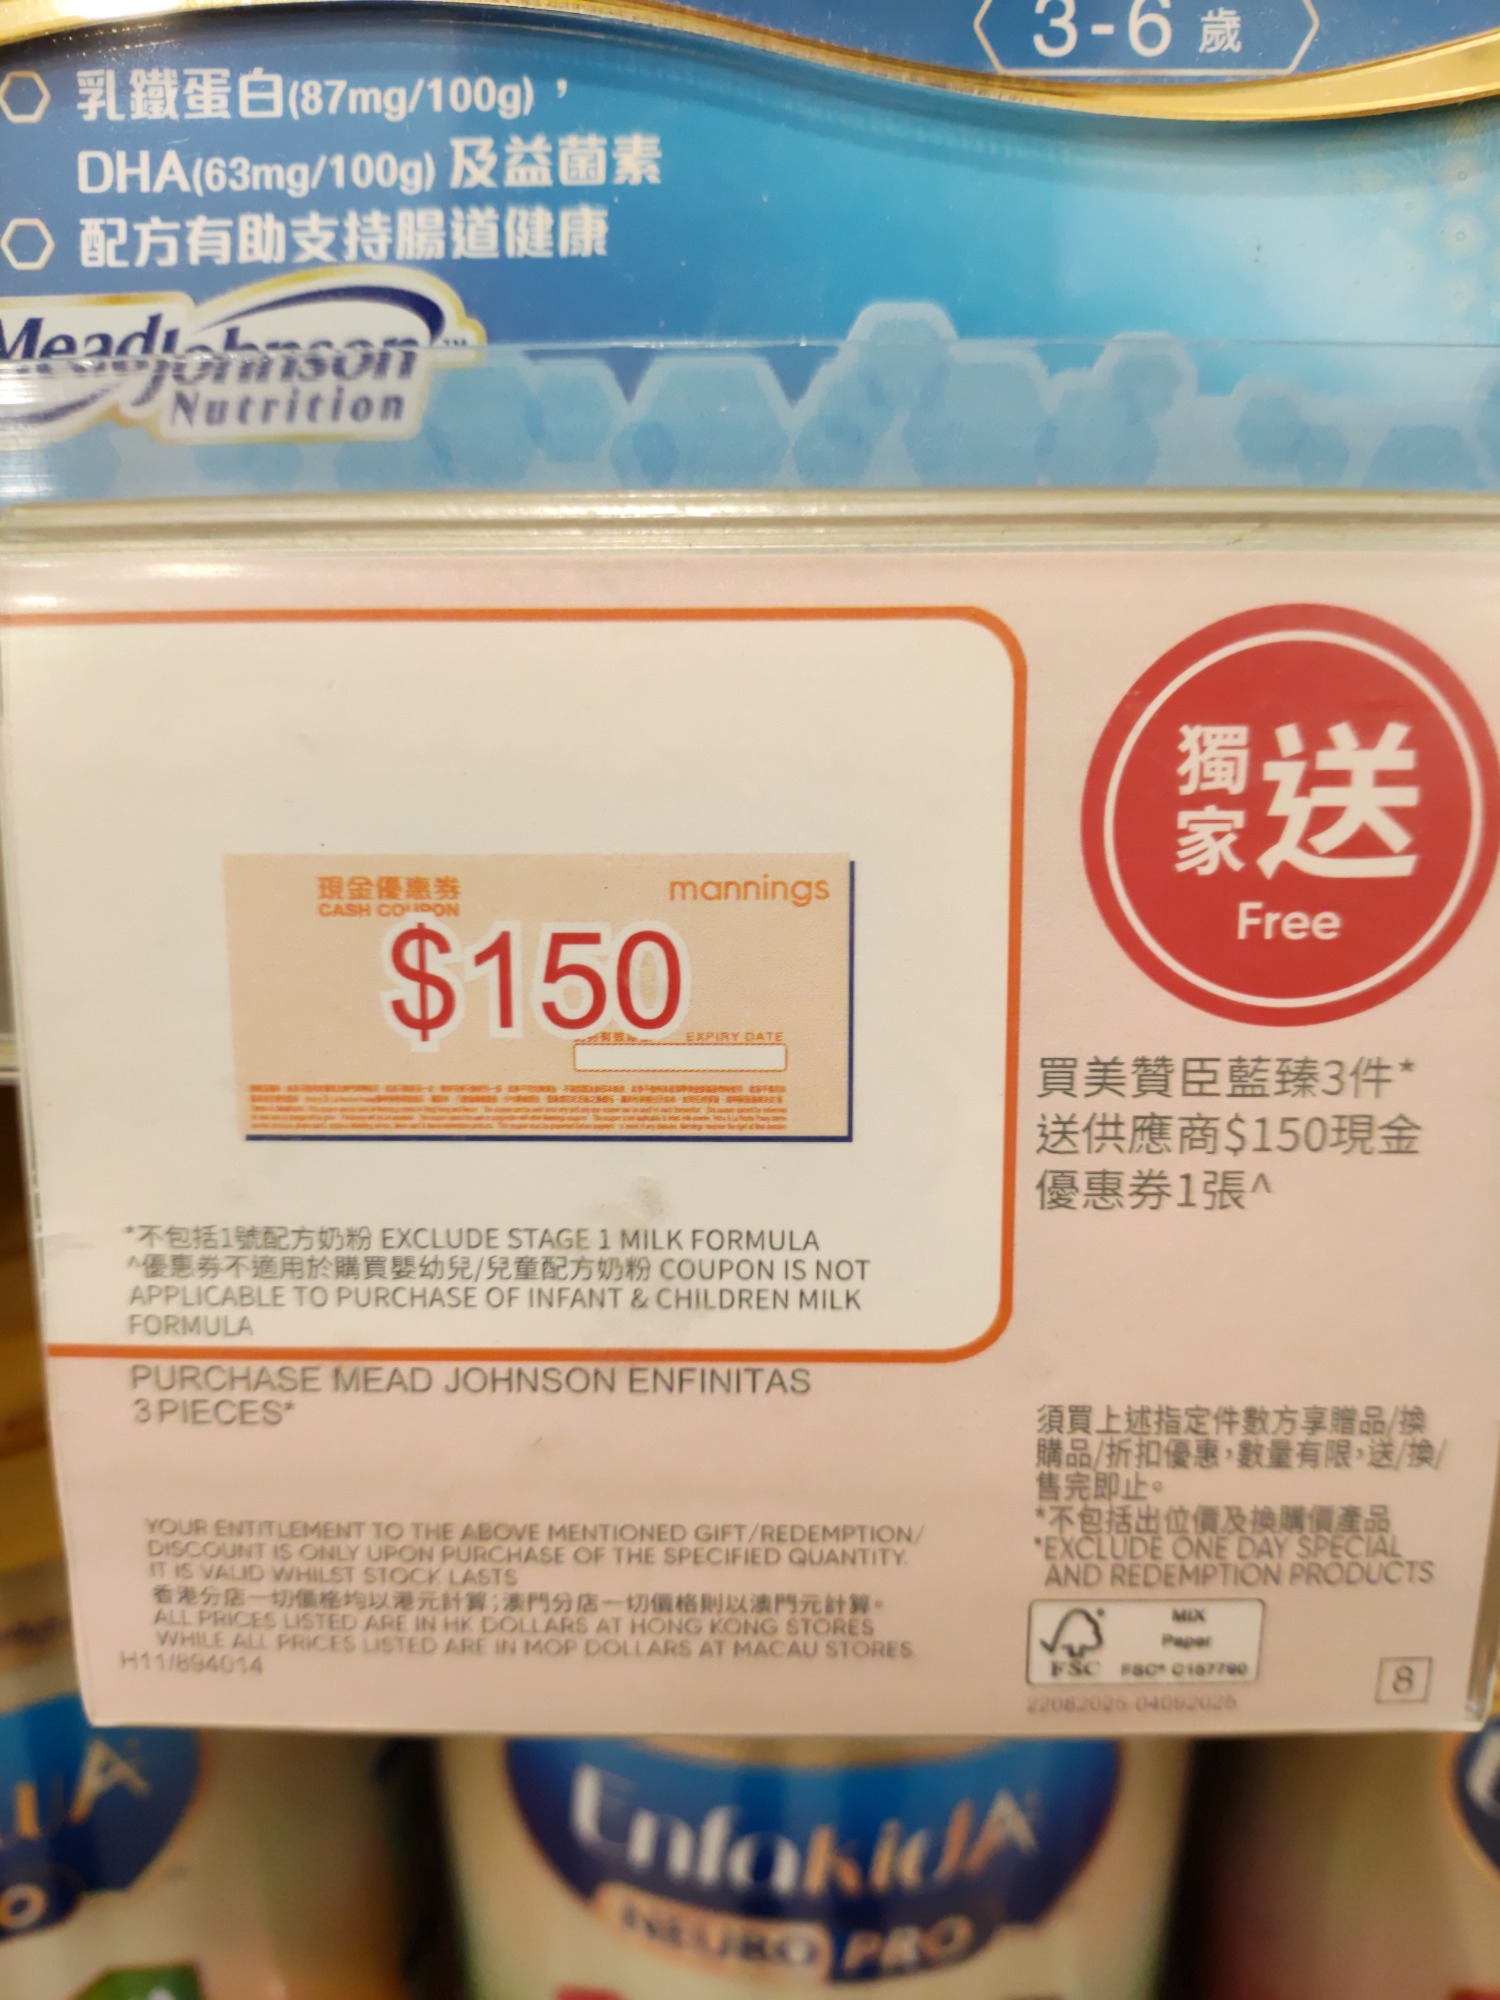 3-6 歲
乳鐵蛋白(87mg/100g)，
DHA(63mg/100g) 及益菌素
配方有助支持腸道健康
MeadJohnson™
Nutrition
獨家送
Free
現金優惠券
mannings
CASH COUPON
$150
EXPIRY DATE
買美贊臣藍臻3件*
送供應商$150現金
優惠券1張^
*不包括1號配方奶粉 EXCLUDE STAGE 1 MILK FORMULA
^優惠券不適用於購買嬰幼兒/兒童配方奶粉 COUPON IS NOT
APPLICABLE TO PURCHASE OF INFANT & CHILDREN MILK
FORMULA
PURCHASE MEAD JOHNSON ENFINITAS
3 PIECES*
須買上述指定件數方享贈品/換
購品/折扣優惠，數量有限，送/換/
售完即止。
*不包括出位價及換購價產品
*EXCLUDE ONE DAY SPECIAL
AND REDEMPTION PRODUCTS
YOUR ENTITLEMENT TO THE ABOVE MENTIONED GIFT/REDEMPTION/
DISCOUNT IS ONLY UPON PURCHASE OF THE SPECIFIED QUANTITY.
IT IS VALID WHILST STOCK LASTS
香港分店一切價格均以港元計算；澳門分店一切價格則以澳門元計算。
ALL PRICES LISTED ARE IN HK DOLLARS AT HONG KONG STORES
WHILE ALL PRICES LISTED ARE IN MOP DOLLARS AT MACAU STORES.
H11/894014
MIX
Paper
FSC FSC® C157790
22082025-04092025
8
EnfakidA+
NEURO PRO